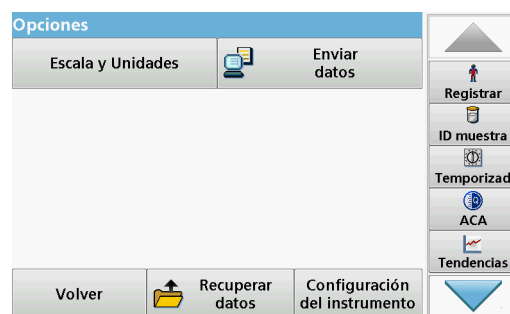 Opciones
Escala y Unidades
Enviar
datos
Registrar
ID muestra
Temporizad
ACA
Tendencias
Volver
Recuperar
datos
Configuración
del instrumento